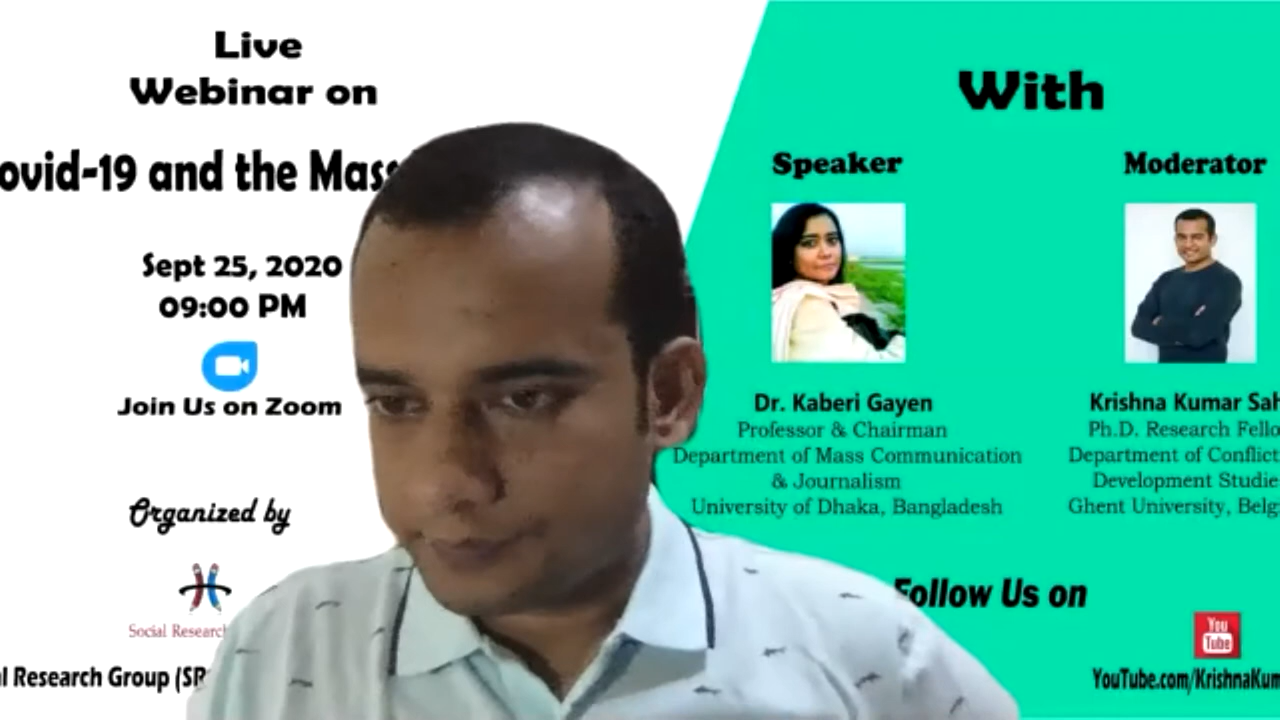 Live
Webinar on
ovid-19 and the Mass
Sept 25, 2020
09:00 PM
Join Us on Zoom
Organized by
Social Research
l Research Group (SR
With
Speaker
Dr. Kaberi Gayen
Professor & Chairman
Department of Mass Communication
& Journalism
University of Dhaka, Bangladesh
Moderator
Krishna Kumar Sah
Ph.D. Research Fello
Department of Conflict
Development Studie
Ghent University, Belg
Follow Us on
You
Tube
YouTube.com/KrishnaKum